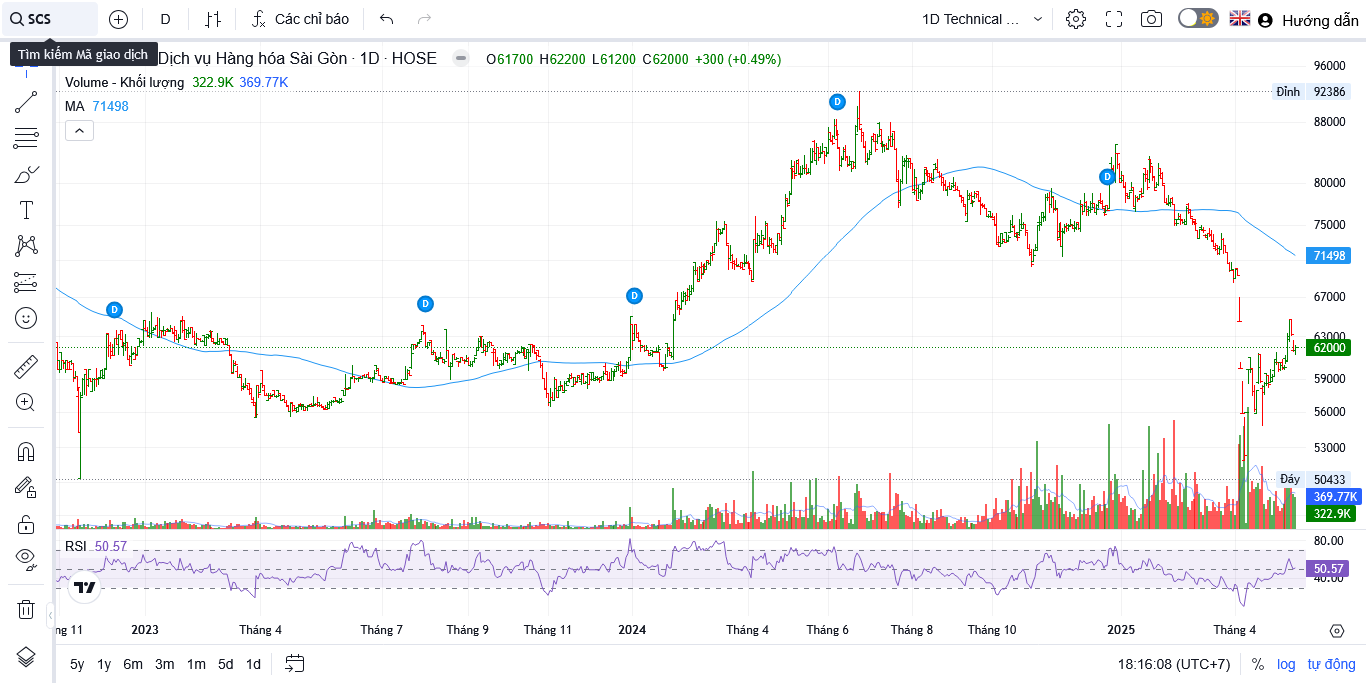 SCS D Các chỉ báo 1D Technical ... Hướng dẫn
Tìm kiếm Mã giao dịch Dịch vụ Hàng hóa Sài Gòn · 1D · HOSE O61700 H62200 L61200 C62000 +300 (+0.49%)
Volume - Khối lượng 322.9K 369.77K
MA 71498
96000
Đỉnh 92386
88000
80000
75000
71498
67000
63000
62000
59000
56000
53000
Đáy 50433
369.77K
322.9K
D
D
D
D
D
RSI 50.57
80.00
50.57
40.00
ng 11 2023 Tháng 4 Tháng 7 Tháng 9 Tháng 11 2024 Tháng 4 Tháng 6 Tháng 8 Tháng 10 2025 Tháng 4
5y 1y 6m 3m 1m 5d 1d 18:16:08 (UTC+7) % log tự động